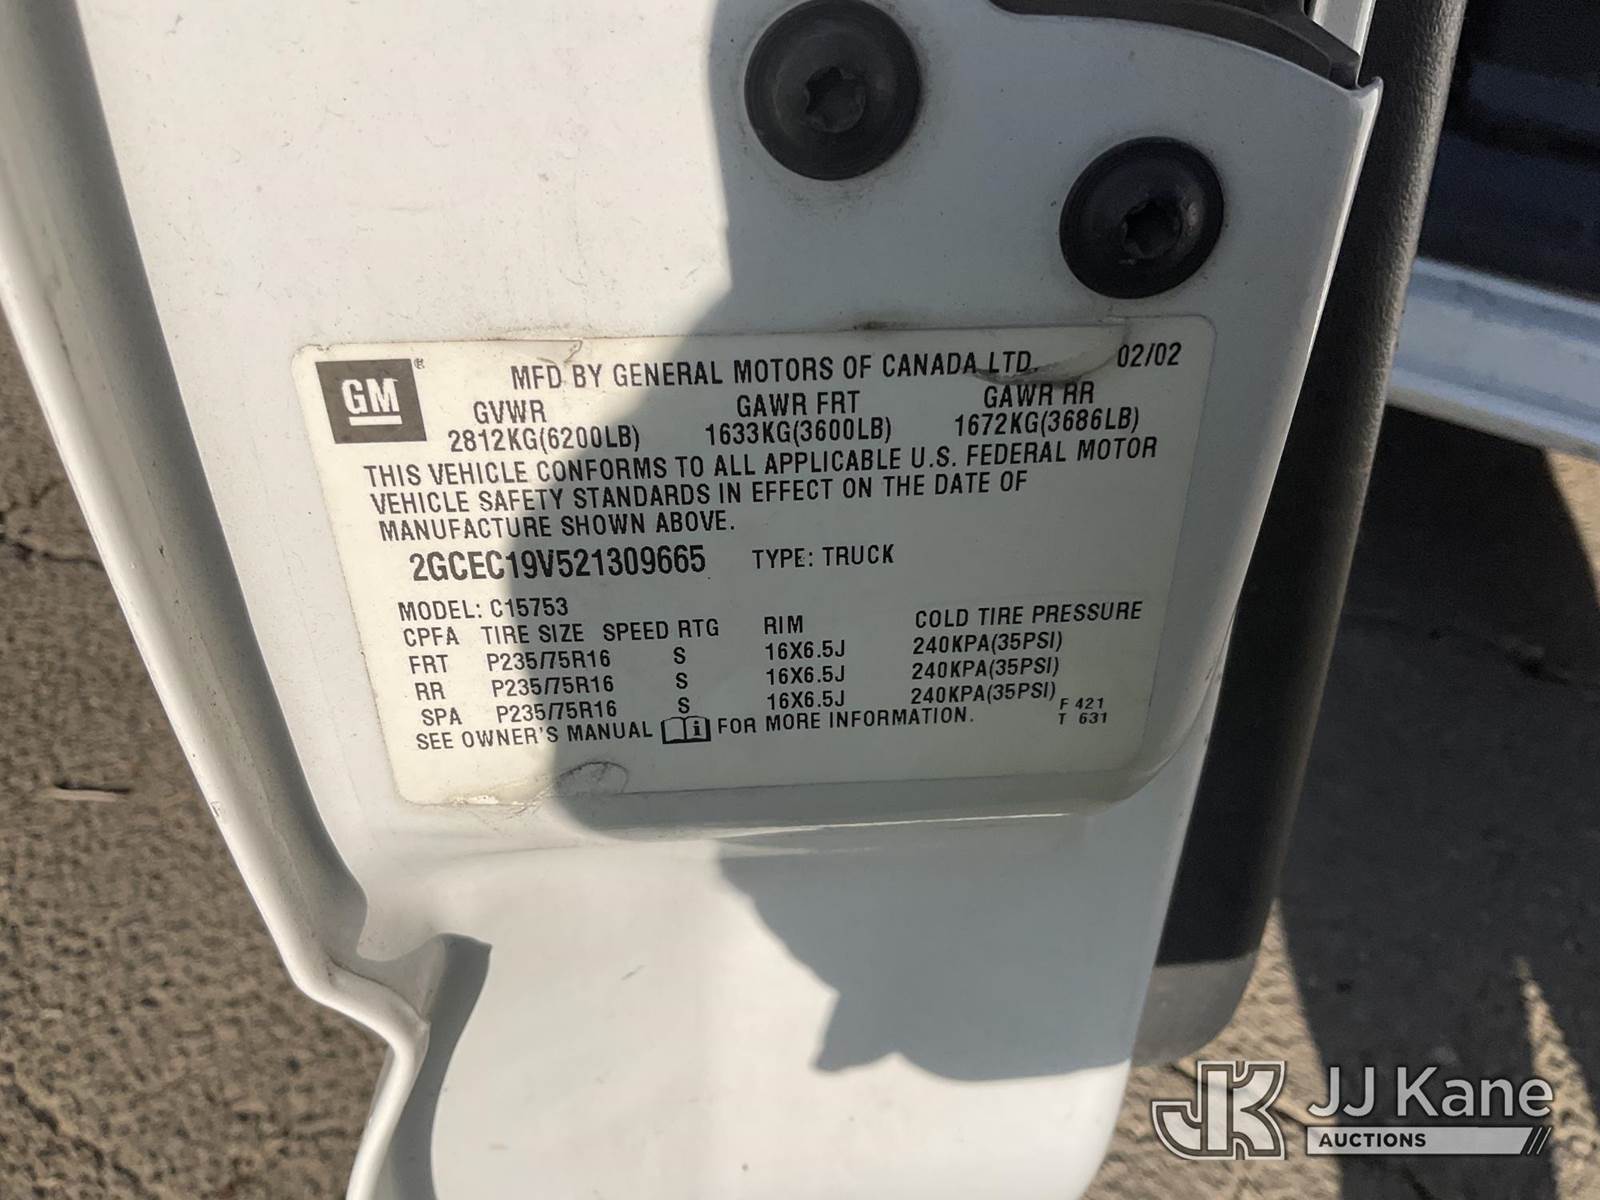 GM ® MFD BY GENERAL MOTORS OF CANADA LTD. 02/02
GVWR GAWR FRT GAWR RR
2812KG(6200LB) 1633KG(3600LB) 1672KG(3686LB)
THIS VEHICLE CONFORMS TO ALL APPLICABLE U.S. FEDERAL MOTOR
VEHICLE SAFETY STANDARDS IN EFFECT ON THE DATE OF
MANUFACTURE SHOWN ABOVE.
2GCEC19V521309665 TYPE: TRUCK
MODEL: C15753
CPFA TIRE SIZE SPEED RTG RIM COLD TIRE PRESSURE
FRT P235/75R16 S 16X6.5J 240KPA(35PSI)
RR P235/75R16 S 16X6.5J 240KPA(35PSI)
SPA P235/75R16 S 16X6.5J 240KPA(35PSI) F 421
SEE OWNER'S MANUAL i FOR MORE INFORMATION. T 631
JK JJ Kane
AUCTIONS